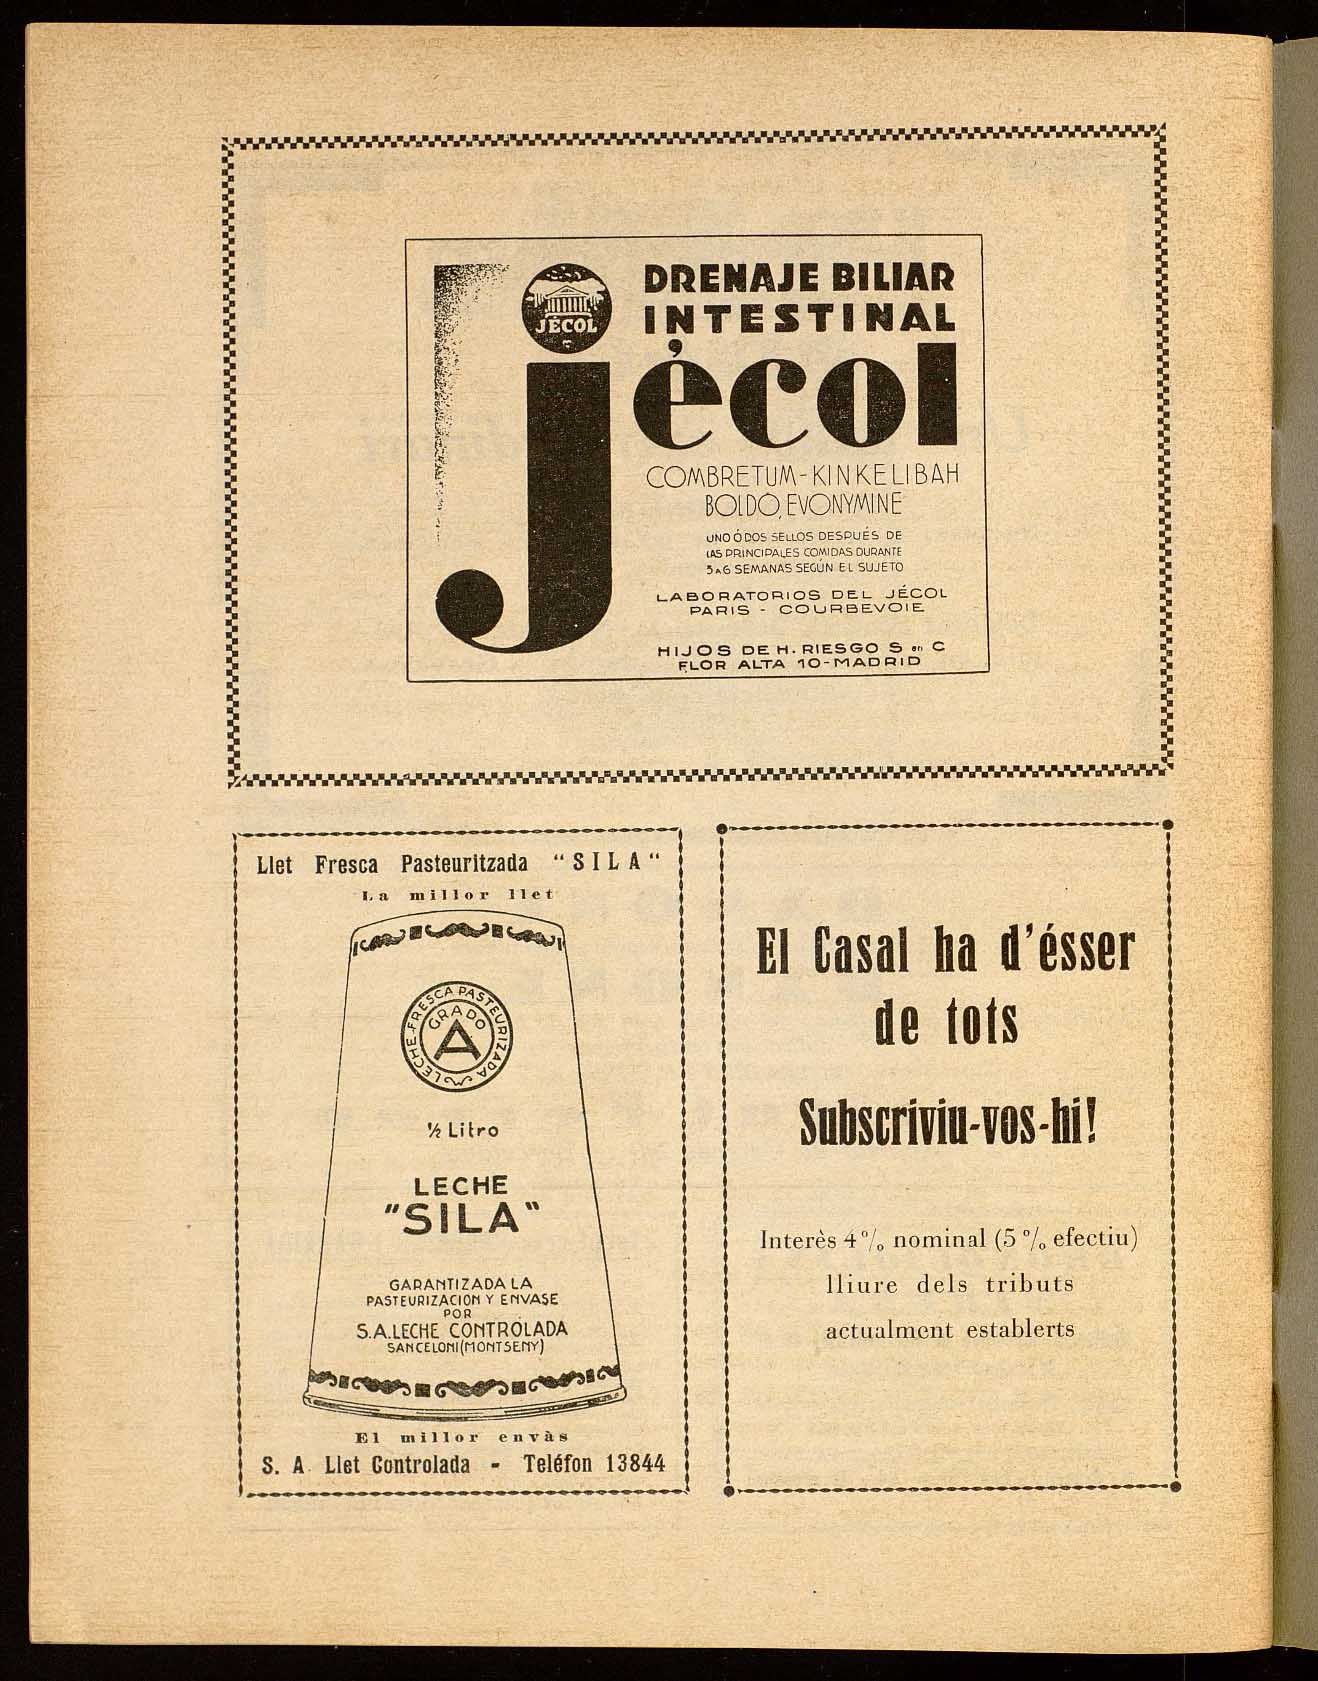 JÉCOL
DRENAJE BILIAR
INTESTINAL
jécol
COMBRETUM-KINKELIBAH
BOLDO, EVONYMINE
UNO Ó DOS SELLOS DESPUÉS DE
LAS PRINCIPALES COMIDAS DURANTE
5 A 6 SEMANAS SEGÚN EL SUJETO
LABORATORIOS DEL JÉCOL
PARIS - COURBEVOIE
HIJOS DE H. RIESGO S en C
FLOR ALTA 10-MADRID
Llet Fresca Pasteuritzada "SILA"
La millor llet
LECHE FRESCA PASTEURIZADA
GRADO
A
½ Litro
LECHE
"SILA"
GARANTIZADA LA
PASTEURIZACION Y ENVASE
POR
S.A. LECHE CONTROLADA
SANCELONI (MONTSENY)
El millor envàs
S. A. Llet Controlada - Teléfon 13844
El Casal ha d'ésser
de tots
Subscriviu-vos-hi!
Interès 4 % nominal (5 % efectiu)
lliure dels tributs
actualment establerts